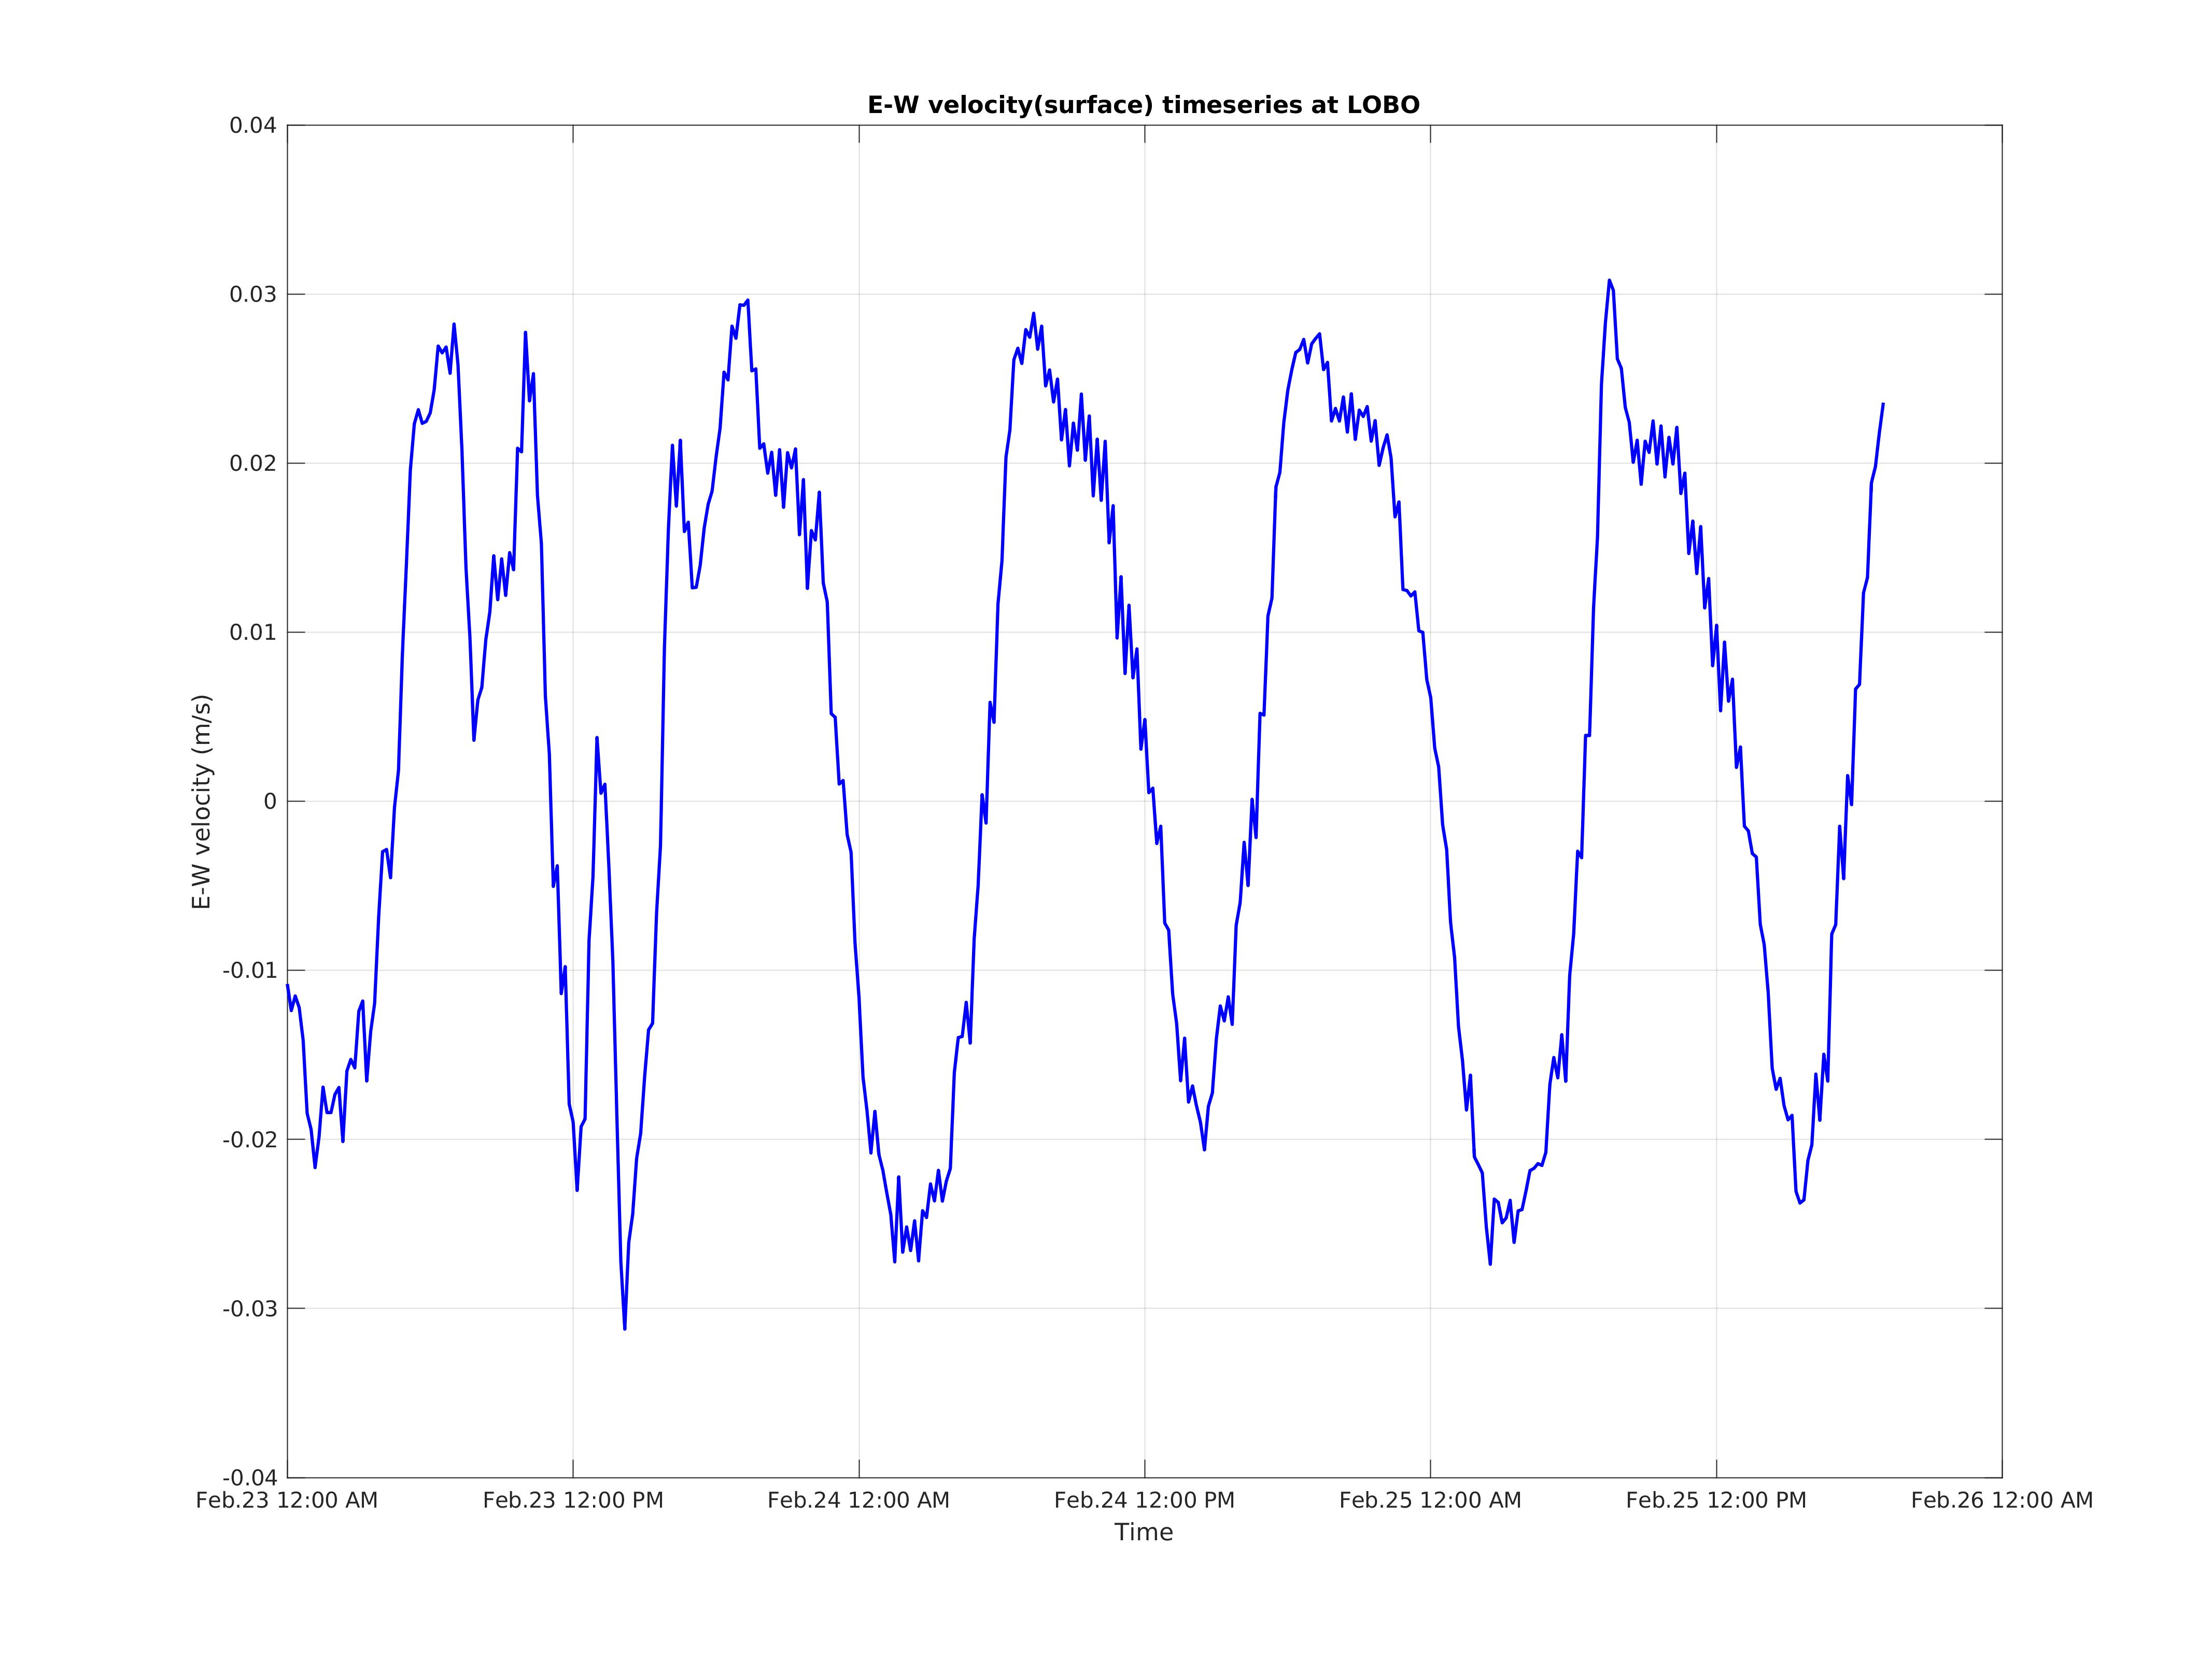 E-W velocity(surface) timeseries at LOBO
0.04
0.03
0.02
0.01
0
-0.01
-0.02
-0.03
-0.04
E-W velocity (m/s)
Feb.23 12:00 AM
Feb.23 12:00 PM
Feb.24 12:00 AM
Feb.24 12:00 PM
Feb.25 12:00 AM
Feb.25 12:00 PM
Feb.26 12:00 AM
Time